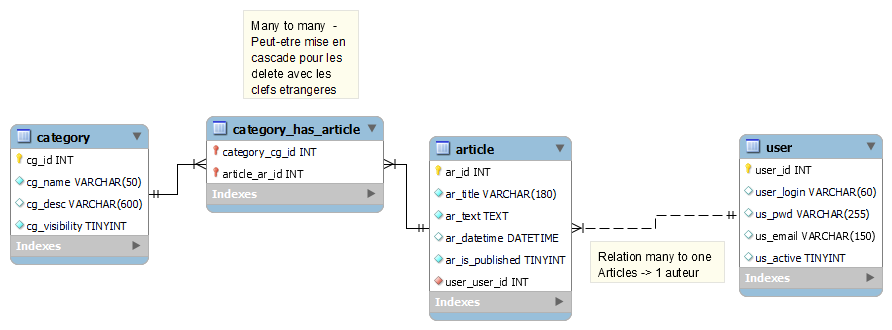 Many to many -
Peut-etre mise en
cascade pour les
delete avec les
clefs etrangeres
category
cg_id INT
cg_name VARCHAR(50)
cg_desc VARCHAR(600)
cg_visibility TINYINT
Indexes
category_has_article
category_cg_id INT
article_ar_id INT
Indexes
article
ar_id INT
ar_title VARCHAR(180)
ar_text TEXT
ar_datetime DATETIME
ar_is_published TINYINT
user_user_id INT
Indexes
Relation many to one
Articles -> 1 auteur
user
user_id INT
user_login VARCHAR(60)
us_pwd VARCHAR(255)
us_email VARCHAR(150)
us_active TINYINT
Indexes